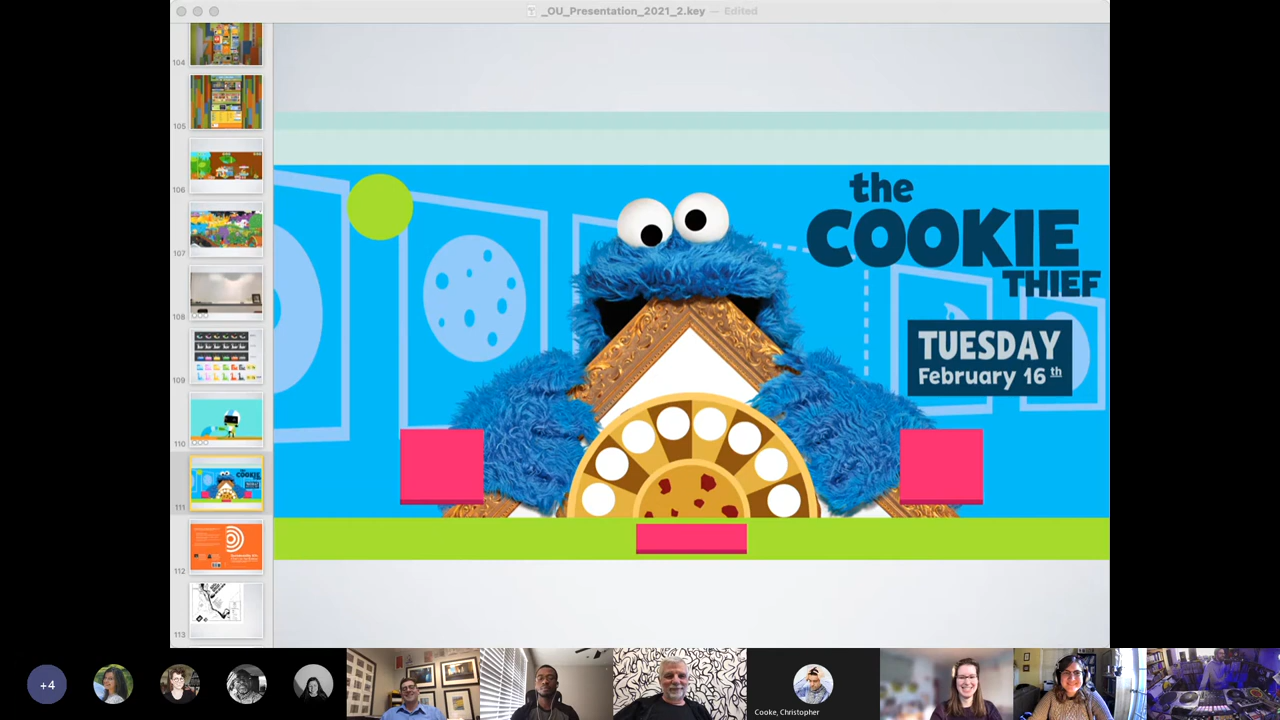 _OU_Presentation_2021_2.key — Edited
104
105
106
107
108
109
110
111
112
113
the
COOKIE
THIEF
TUESDAY
February 16th
+4
Cooke, Christopher